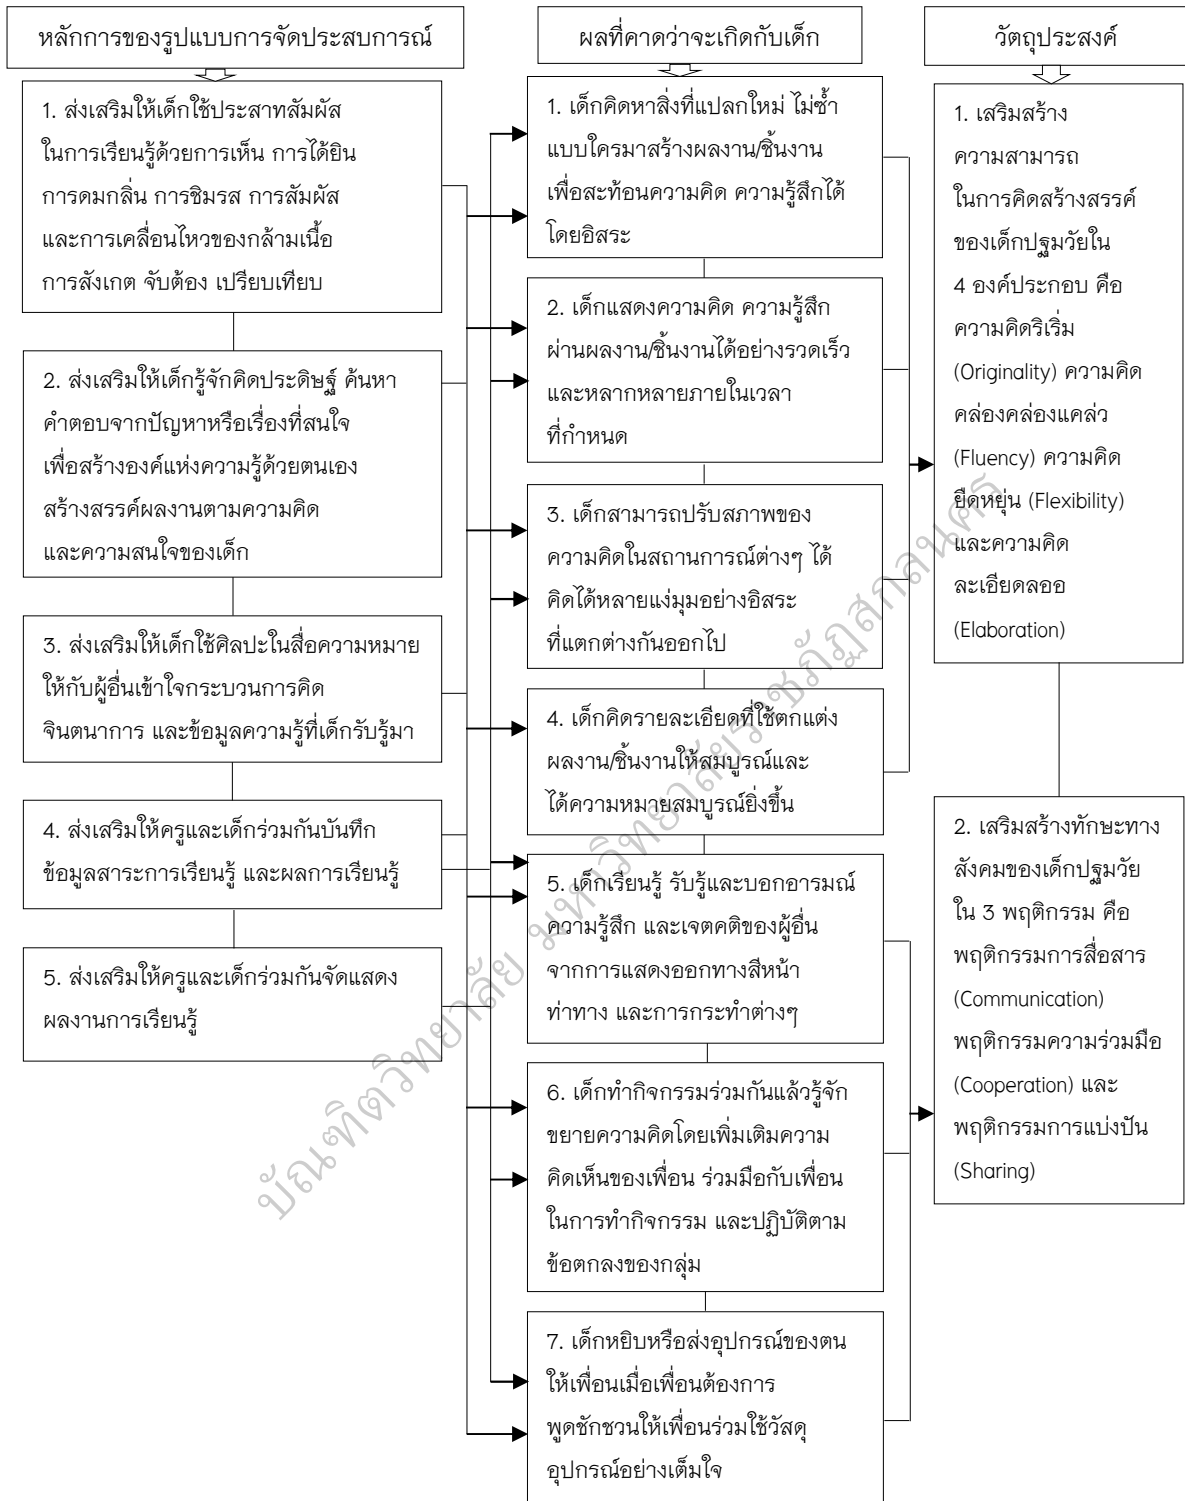 หลักการของรูปแบบการจัดประสบการณ์
1. ส่งเสริมให้เด็กใช้ประสาทสัมผัส
ในการเรียนรู้ด้วยการเห็น การได้ยิน
การดมกลิ่น การชิมรส การสัมผัส
และการเคลื่อนไหวของกล้ามเนื้อ
การสังเกต จับต้อง เปรียบเทียบ
2. ส่งเสริมให้เด็กรู้จักคิดประดิษฐ์ ค้นหา
คำตอบจากปัญหาหรือเรื่องที่สนใจ
เพื่อสร้างองค์แห่งความรู้ด้วยตนเอง
สร้างสรรค์ผลงานตามความคิด
และความสนใจของเด็ก
3. ส่งเสริมให้เด็กใช้ศิลปะในสื่อความหมาย
ให้กับผู้อื่นเข้าใจกระบวนการคิด
จินตนาการ และข้อมูลความรู้ที่เด็กรับรู้มา
4. ส่งเสริมให้ครูและเด็กร่วมกันบันทึก
ข้อมูลสาระการเรียนรู้ และผลการเรียนรู้
5. ส่งเสริมให้ครูและเด็กร่วมกันจัดแสดง
ผลงานการเรียนรู้
ผลที่คาดว่าจะเกิดกับเด็ก
1. เด็กคิดหาสิ่งที่แปลกใหม่ ไม่ซ้ำ
แบบใครมาสร้างผลงาน/ชิ้นงาน
เพื่อสะท้อนความคิด ความรู้สึกได้
โดยอิสระ
2. เด็กแสดงความคิด ความรู้สึก
ผ่านผลงาน/ชิ้นงานได้อย่างรวดเร็ว
และหลากหลายภายในเวลา
ที่กำหนด
3. เด็กสามารถปรับสภาพของ
ความคิดในสถานการณ์ต่างๆ ได้
คิดได้หลายแง่มุมอย่างอิสระ
ที่แตกต่างกันออกไป
4. เด็กคิดรายละเอียดที่ใช้ตกแต่ง
ผลงาน/ชิ้นงานให้สมบูรณ์และ
ได้ความหมายสมบูรณ์ยิ่งขึ้น
5. เด็กเรียนรู้ รับรู้และบอกอารมณ์
ความรู้สึก และเจตคติของผู้อื่น
จากการแสดงออกทางสีหน้า
ท่าทาง และการกระทำต่างๆ
6. เด็กทำกิจกรรมร่วมกันแล้วรู้จัก
ขยายความคิดโดยเพิ่มเติมความ
คิดเห็นของเพื่อน ร่วมมือกับเพื่อน
ในการทำกิจกรรม และปฏิบัติตาม
ข้อตกลงของกลุ่ม
7. เด็กหยิบหรือส่งอุปกรณ์ของตน
ให้เพื่อนเมื่อเพื่อนต้องการ
พูดชักชวนให้เพื่อนร่วมใช้วัสดุ
อุปกรณ์อย่างเต็มใจ
วัตถุประสงค์
1. เสริมสร้าง
ความสามารถ
ในการคิดสร้างสรรค์
ของเด็กปฐมวัยใน
4 องค์ประกอบ คือ
ความคิดริเริ่ม
(Originality) ความคิด
คล่องคล่องแคล่ว
(Fluency) ความคิด
ยืดหยุ่น (Flexibility)
และความคิด
ละเอียดลออ
(Elaboration)
2. เสริมสร้างทักษะทาง
สังคมของเด็กปฐมวัย
ใน 3 พฤติกรรม คือ
พฤติกรรมการสื่อสาร
(Communication)
พฤติกรรมความร่วมมือ
(Cooperation) และ
พฤติกรรมการแบ่งปัน
(Sharing)
บัณฑิตวิทยาลัย มหาวิทยาลัยราชภัฏสกลนคร